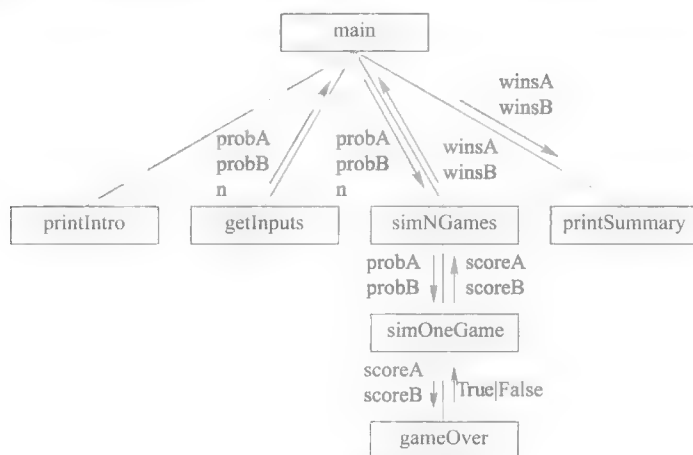 main
winsA
winsB
probA
probB
n
probA
probB
n
winsA
winsB
printIntro
getInputs
simNGames
printSummary
probA
probB
scoreA
scoreB
simOneGame
scoreA
scoreB
True|False
gameOver